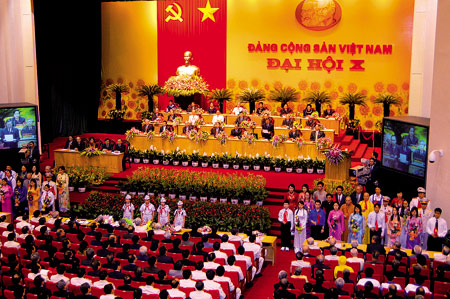 ĐẢNG CỘNG SẢN VIỆT NAM
ĐẠI HỘI X